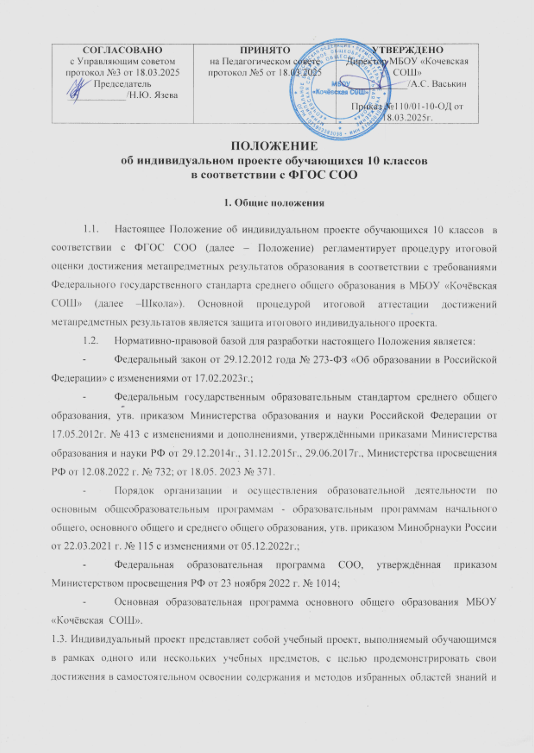 СОГЛАСОВАНО
с Управляющим советом
протокол №3 от 18.03.2025
Председатель
/Н.Ю. Язева
ПРИНЯТО
на Педагогическом совете
протокол №5 от 18.03.2025
УТВЕРЖДЕНО
Директор МБОУ «Кочевская
СОШ»
/А.С. Васькин
Приказ №110/01-10-ОД от
18.03.2025г.
МБОУ
«Кочёвская СОШ»
ПОЛОЖЕНИЕ
об индивидуальном проекте обучающихся 10 классов
в соответствии с ФГОС СОО
1. Общие положения
1.1. Настоящее Положение об индивидуальном проекте обучающихся 10 классов в
соответствии с ФГОС СОО (далее – Положение) регламентирует процедуру итоговой
оценки достижения метапредметных результатов образования в соответствии с требованиями
Федерального государственного стандарта среднего общего образования в МБОУ «Кочёвская
СОШ» (далее –Школа»). Основной процедурой итоговой аттестации достижений
метапредметных результатов является защита итогового индивидуального проекта.
1.2. Нормативно-правовой базой для разработки настоящего Положения является:
- Федеральный закон от 29.12.2012 года № 273-ФЗ «Об образовании в Российской
Федерации» с изменениями от 17.02.2023г.;
- Федеральным государственным образовательным стандартом среднего общего
образования, утв. приказом Министерства образования и науки Российской Федерации от
17.05.2012г. № 413 с изменениями и дополнениями, утверждёнными приказами Министерства
образования и науки РФ от 29.12.2014г., 31.12.2015г., 29.06.2017г., Министерства просвещения
РФ от 12.08.2022 г. № 732; от 18.05. 2023 № 371.
- Порядок организации и осуществления образовательной деятельности по
основным общеобразовательным программам - образовательным программам начального
общего, основного общего и среднего общего образования, утв. приказом Минобрнауки России
от 22.03.2021 г. № 115 с изменениями от 05.12.2022г.;
- Федеральная образовательная программа СОО, утверждённая приказом
Министерством просвещения РФ от 23 ноября 2022 г. № 1014;
- Основная образовательная программа основного общего образования МБОУ
«Кочёвская СОШ».
1.3. Индивидуальный проект представляет собой учебный проект, выполняемый обучающимся
в рамках одного или нескольких учебных предметов, с целью продемонстрировать свои
достижения в самостоятельном освоении содержания и методов избранных областей знаний и